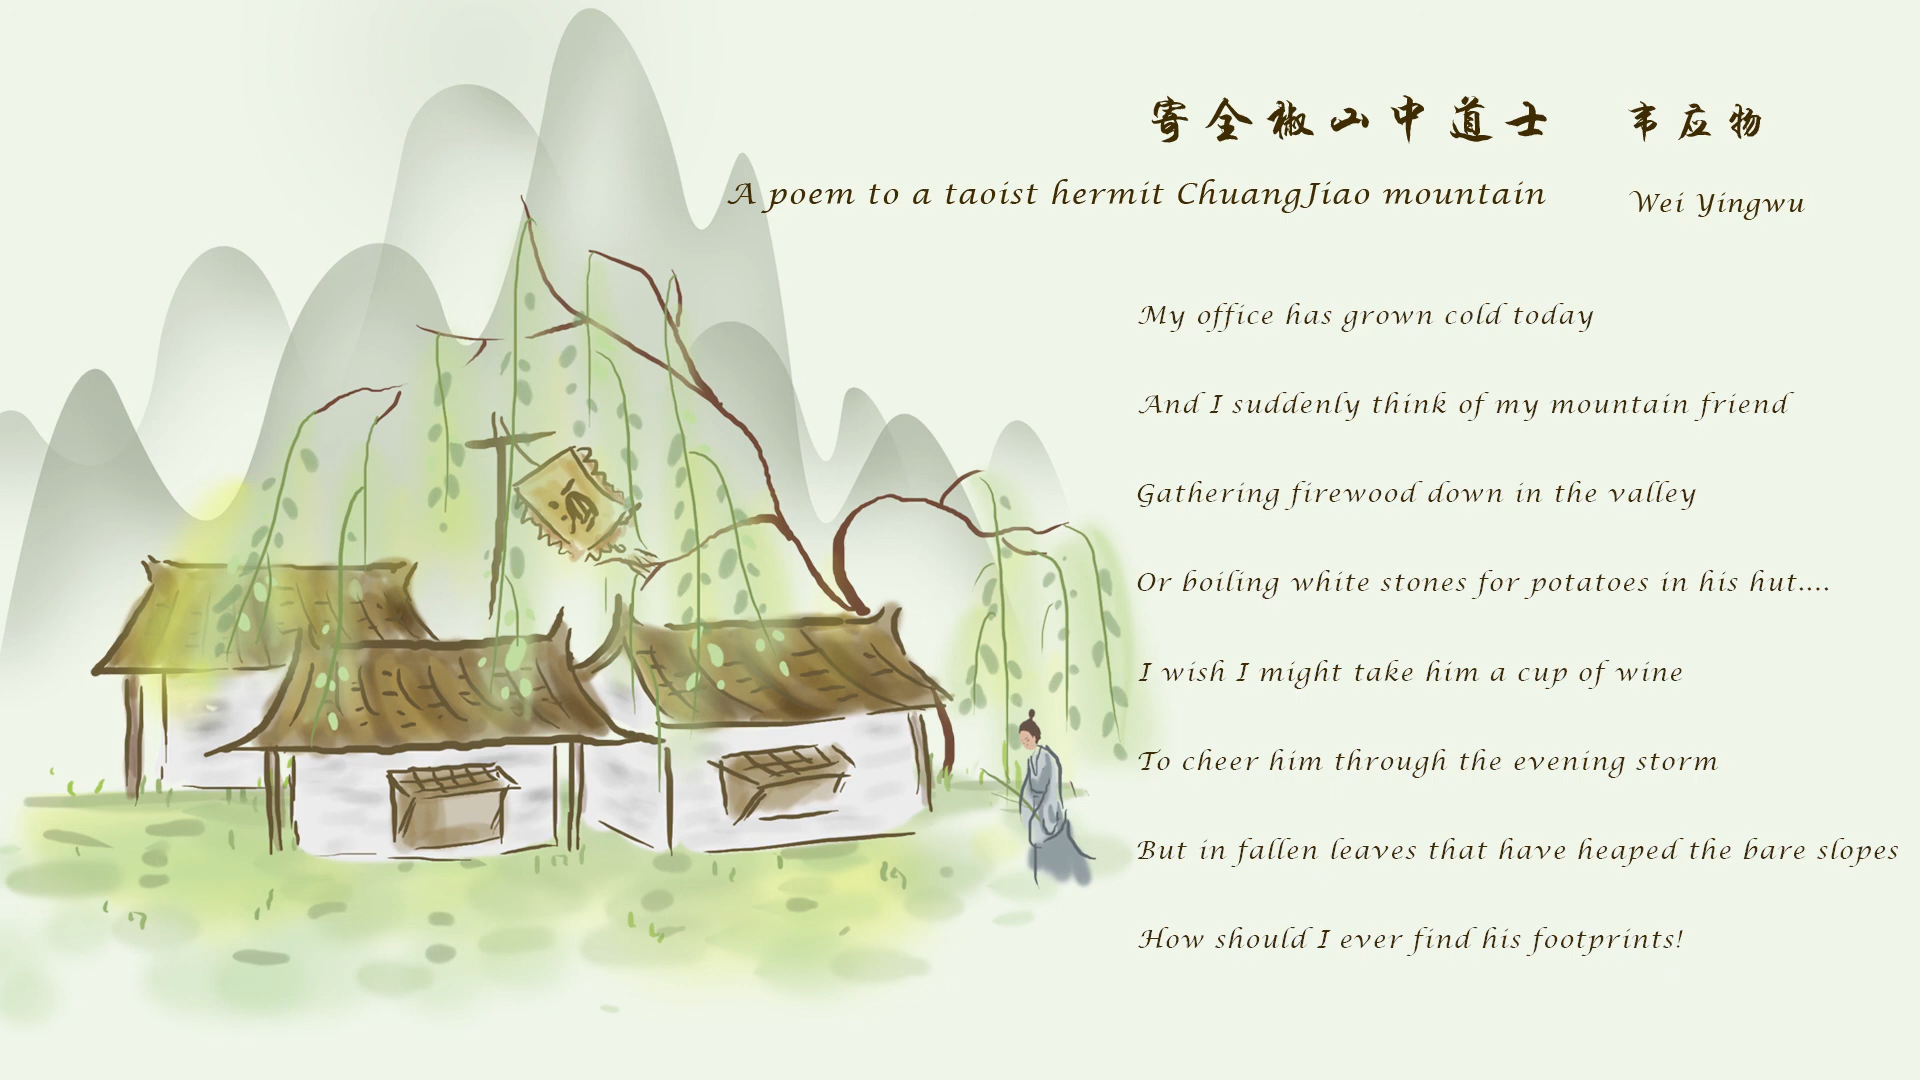 寄全椒山中道士 韦应物
A poem to a taoist hermit ChuangJiao mountain Wei Yingwu
My office has grown cold today
And I suddenly think of my mountain friend
Gathering firewood down in the valley
Or boiling white stones for potatoes in his hut....
I wish I might take him a cup of wine
To cheer him through the evening storm
But in fallen leaves that have heaped the bare slopes
How should I ever find his footprints!
酒